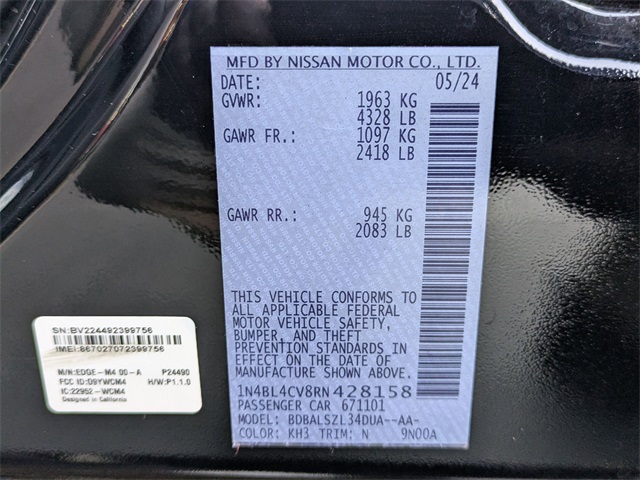 MFD BY NISSAN MOTOR CO., LTD.
DATE: 05/24
GVWR: 1963 KG
4328 LB
GAWR FR.: 1097 KG
2418 LB
GAWR RR.: 945 KG
2083 LB
THIS VEHICLE CONFORMS TO
ALL APPLICABLE FEDERAL
MOTOR VEHICLE SAFETY,
BUMPER, AND THEFT
PREVENTION STANDARDS IN
EFFECT ON THE DATE OF
MANUFACTURE SHOWN ABOVE.
1N4BL4CV8RN428158
PASSENGER CAR 671101
MODEL: BDBALSZL34DUA--AA-
COLOR: KH3 TRIM: N 9N00A
SN:BV224492399756
IMEI:867027072399756
M/N:EDGE-M4 00-A P24490
FCC ID:O9YWCM4 H/W:P1.1.0
IC:22952-WCM4
Designed in California